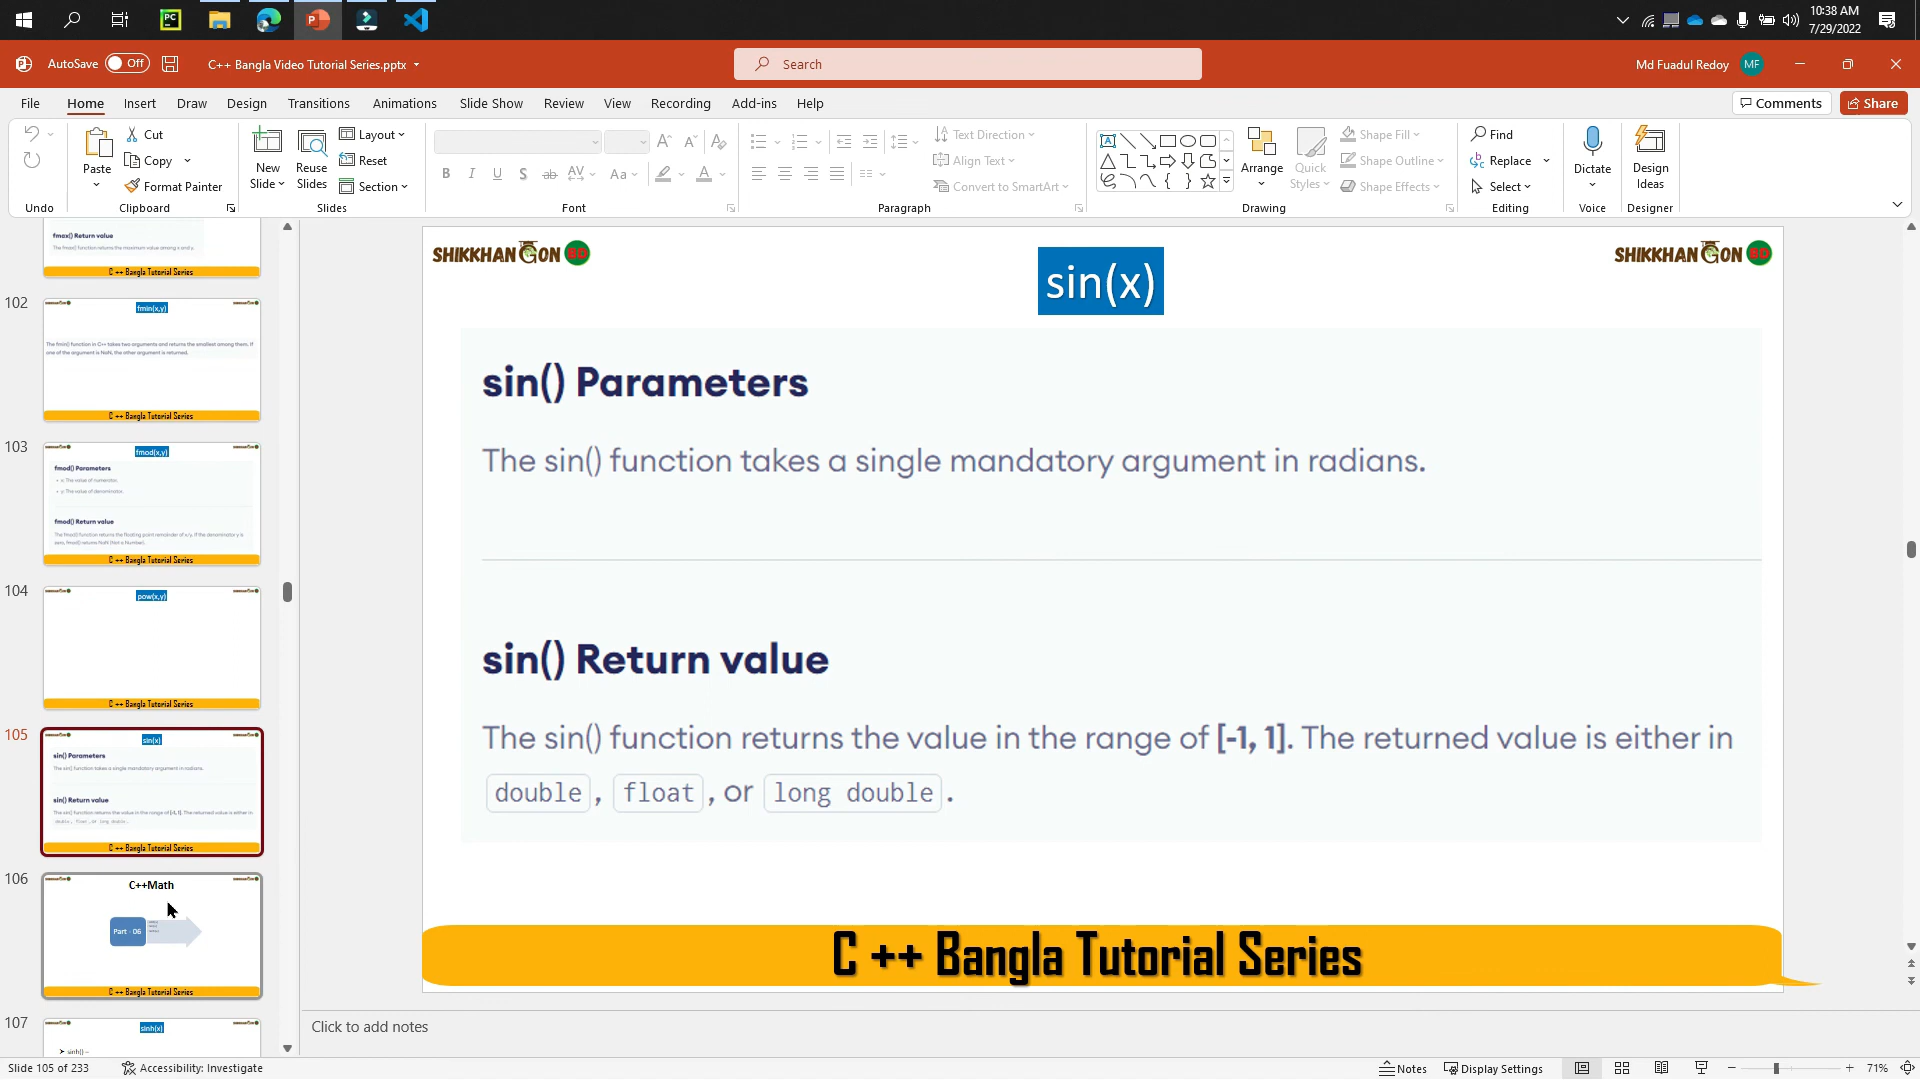 10:38 AM
7/29/2022
AutoSave Off C++ Bangla Video Tutorial Series.pptx Search Md Fuadul Redoy MF
File Home Insert Draw Design Transitions Animations Slide Show Review View Recording Add-ins Help Comments Share
Undo
Paste Cut Copy Format Painter
Clipboard
New Slide Reuse Slides Layout Reset Section
Slides
Font
Text Direction Align Text Convert to SmartArt
Paragraph
Arrange Quick Styles Shape Fill Shape Outline Shape Effects
Drawing
Find Replace Select
Editing
Dictate
Voice
Design Ideas
Designer
fmax() Return value
The fmax() function returns the maximum value among x and y.
C ++ Bangla Tutorial Series
102
fmin(x,y)
The fmin() function in C++ takes two arguments and returns the smallest among them. If
one of the argument is NaN, the other argument is returned.
C ++ Bangla Tutorial Series
103
fmod(x,y)
fmod() Parameters
x: The value of numerator.
y: The value of denominator.
fmod() Return value
The fmod() function returns the floating point remainder of x/y. If the denominator y is
zero, fmod() returns NaN (Not a Number).
C ++ Bangla Tutorial Series
104
pow(x,y)
C ++ Bangla Tutorial Series
105
sin(x)
sin() Parameters
The sin() function takes a single mandatory argument in radians.
sin() Return value
The sin() function returns the value in the range of [-1, 1]. The returned value is either in
double, float, or long double.
C ++ Bangla Tutorial Series
106
C++Math
Part - 06
C ++ Bangla Tutorial Series
107
sinh(x)
sinh() –
SHIKKHANGON BD
SHIKKHANGON BD
sin(x)
sin() Parameters
The sin() function takes a single mandatory argument in radians.
sin() Return value
The sin() function returns the value in the range of [-1, 1]. The returned value is either in
double, float, or long double.
C ++ Bangla Tutorial Series
Click to add notes
Slide 105 of 233 Accessibility: Investigate Notes Display Settings 71%